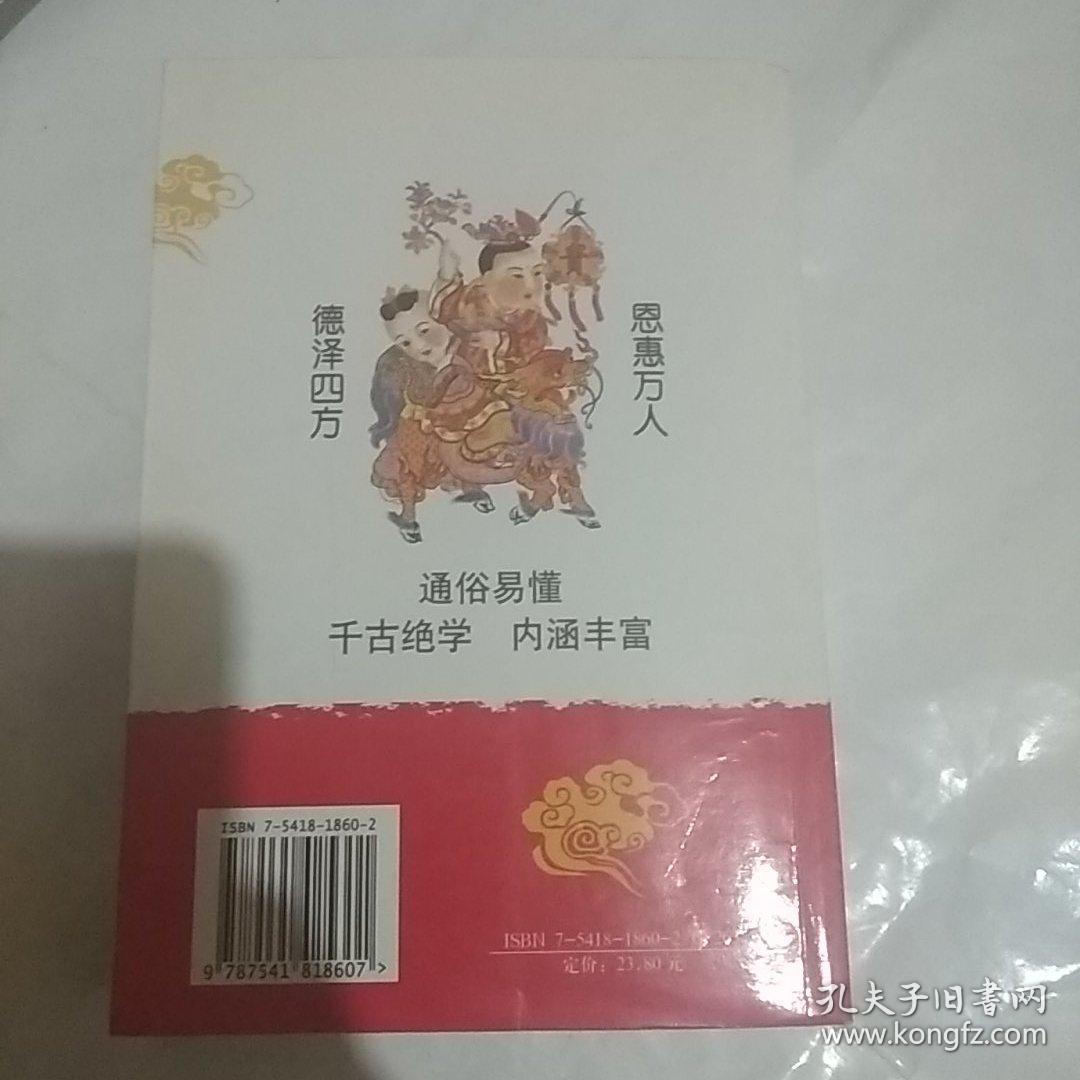 德泽四方
恩惠万人
通俗易懂
千古绝学 内涵丰富
ISBN 7-5418-1860-2
9 787541 818607 >
ISBN 7-5418-1860-2
定价：23.80 元
孔夫子旧书网
www.kongfz.com